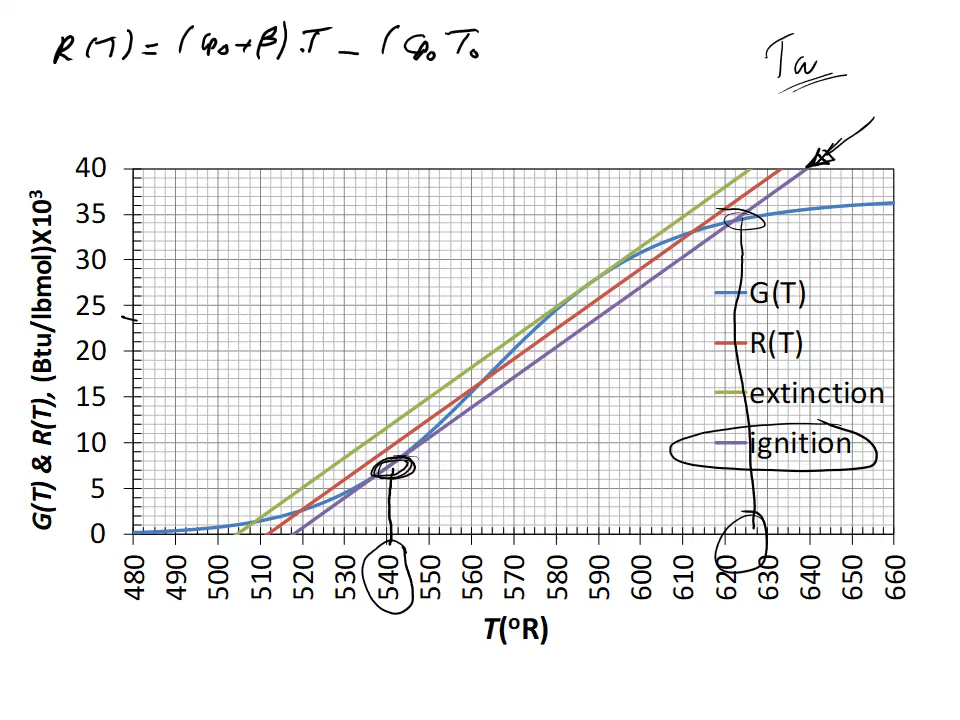 R(T) = (φ₀+β).T – (φ₀ T₀
Ta
40
35
30
25
20
15
10
5
0
G(T) & R(T), (Btu/lbmol)X10³
G(T)
R(T)
extinction
ignition
480 490 500 510 520 530 540 550 560 570 580 590 600 610 620 630 640 650 660
T(ºR)